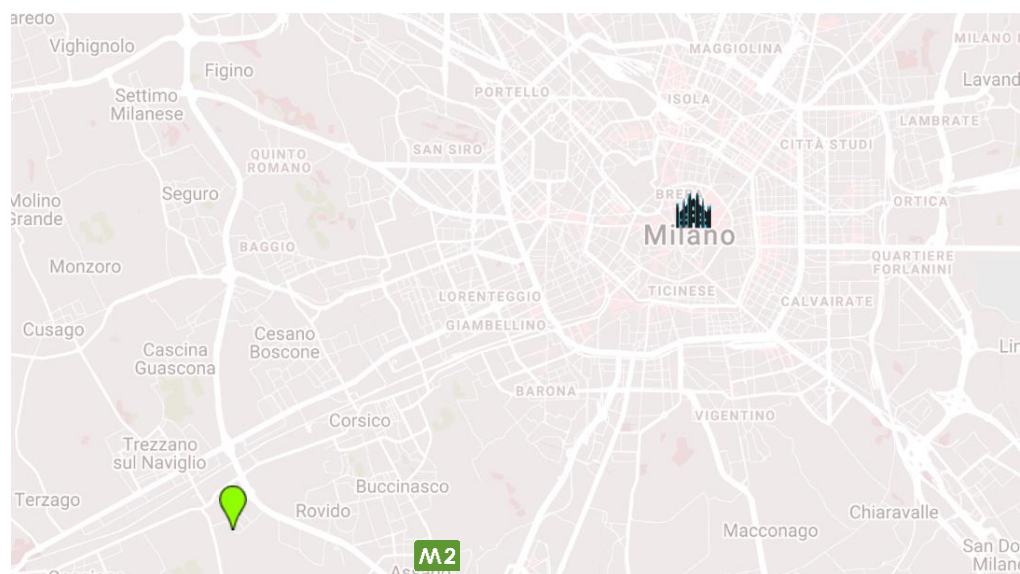 Vighignolo
Figino
MAGGIOLINA
MILANO
Settimo
Milanese
PORTELLO
ISOLA
Lavand
LAMBRATE
SAN SIRO
CITTÀ STUDI
QUINTO
ROMANO
Seguro
BRERA
Molino
Grande
ORTICA
Milano
BAGGIO
Monzoro
QUARTIERE
FORLANINI
LORENTEGGIO
TICINESE
CALVAIRATE
Cusago
GIAMBELLINO
Cesano
Boscone
Cascina
Guascona
Lin
BARONA
Corsico
VIGENTINO
Trezzano
sul Naviglio
Buccinasco
Terzago
Rovido
Chiaravalle
Macconago
San Do
Milan
M2